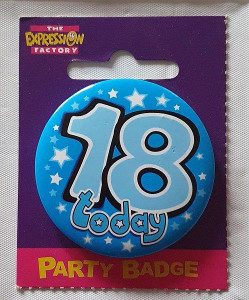 THE
EXPRESSION
FACTORY
18
today
PARTY BADGE